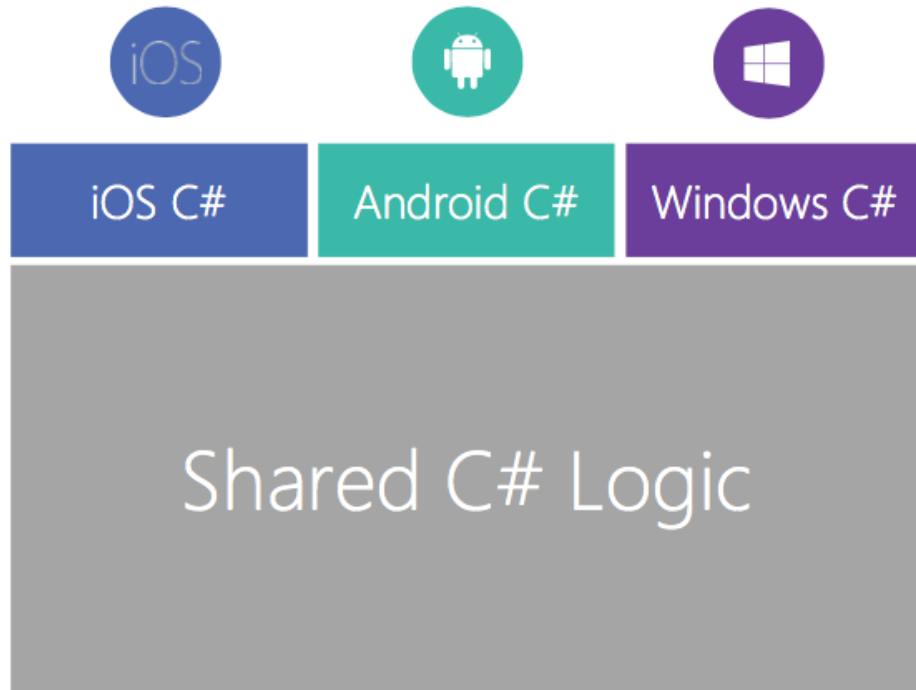 iOS
iOS C#
Android C#
Windows C#
Shared C# Logic